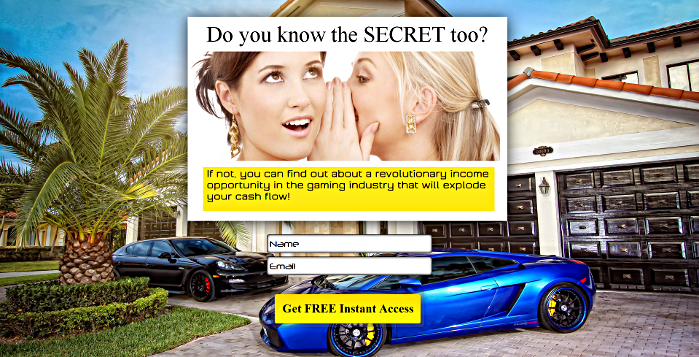 Do you know the SECRET too?
If not, you can find out about a revolutionary income
opportunity in the gaming industry that will explode
your cash flow!
Name
Email
Get FREE Instant Access